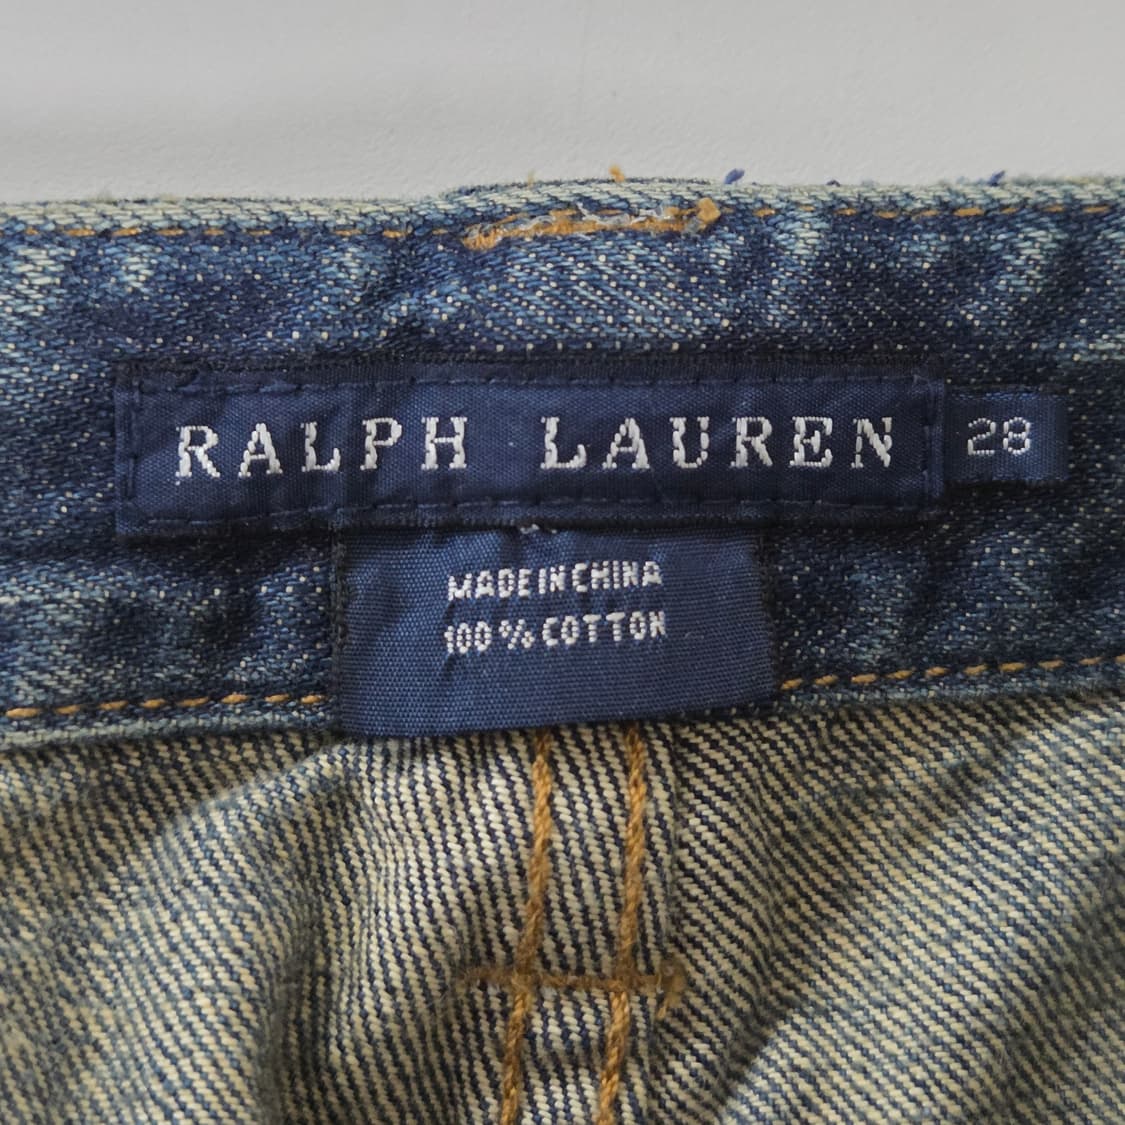 RALPH LAUREN 28
MADE IN CHINA
100% COTTON